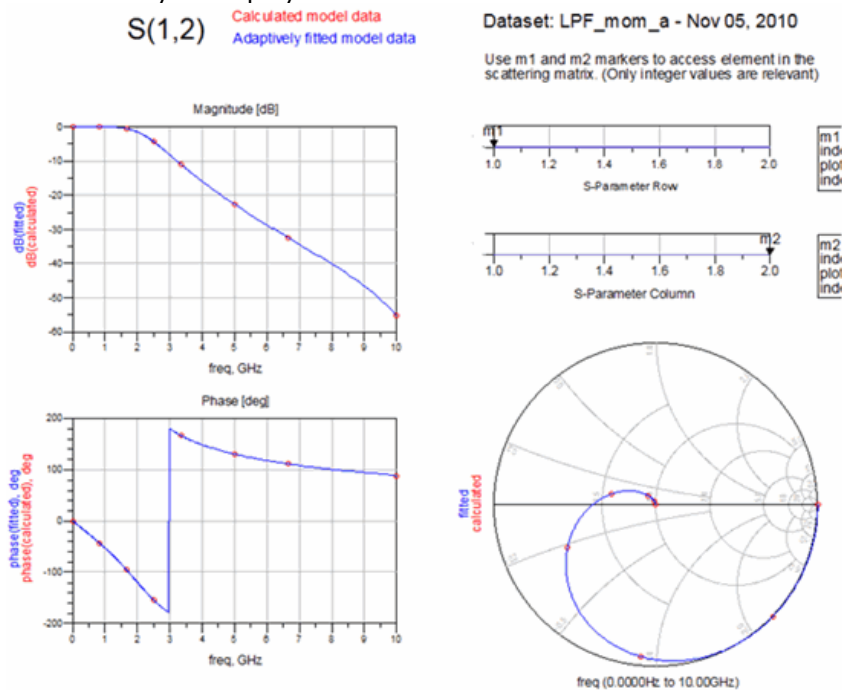 S(1,2)
Calculated model data
Adaptively fitted model data
Dataset: LPF_mom_a - Nov 05, 2010
Use m1 and m2 markers to access element in the
scattering matrix. (Only integer values are relevant)
Magnitude [dB]
dB(fitted)
dB(calculated)
0
-10
-20
-30
-40
-50
-60
0 1 2 3 4 5 6 7 8 9 10
freq, GHz
m1
1.0 1.2 1.4 1.6 1.8 2.0
S-Parameter Row
m1
plot
m2
1.0 1.2 1.4 1.6 1.8 2.0
S-Parameter Column
m2
plot
Phase [deg]
phase(fitted), deg
phase(calculated), deg
200
100
0
-100
-200
0 1 2 3 4 5 6 7 8 9 10
freq, GHz
fitted
calculated
freq (0.0000Hz to 10.00GHz)